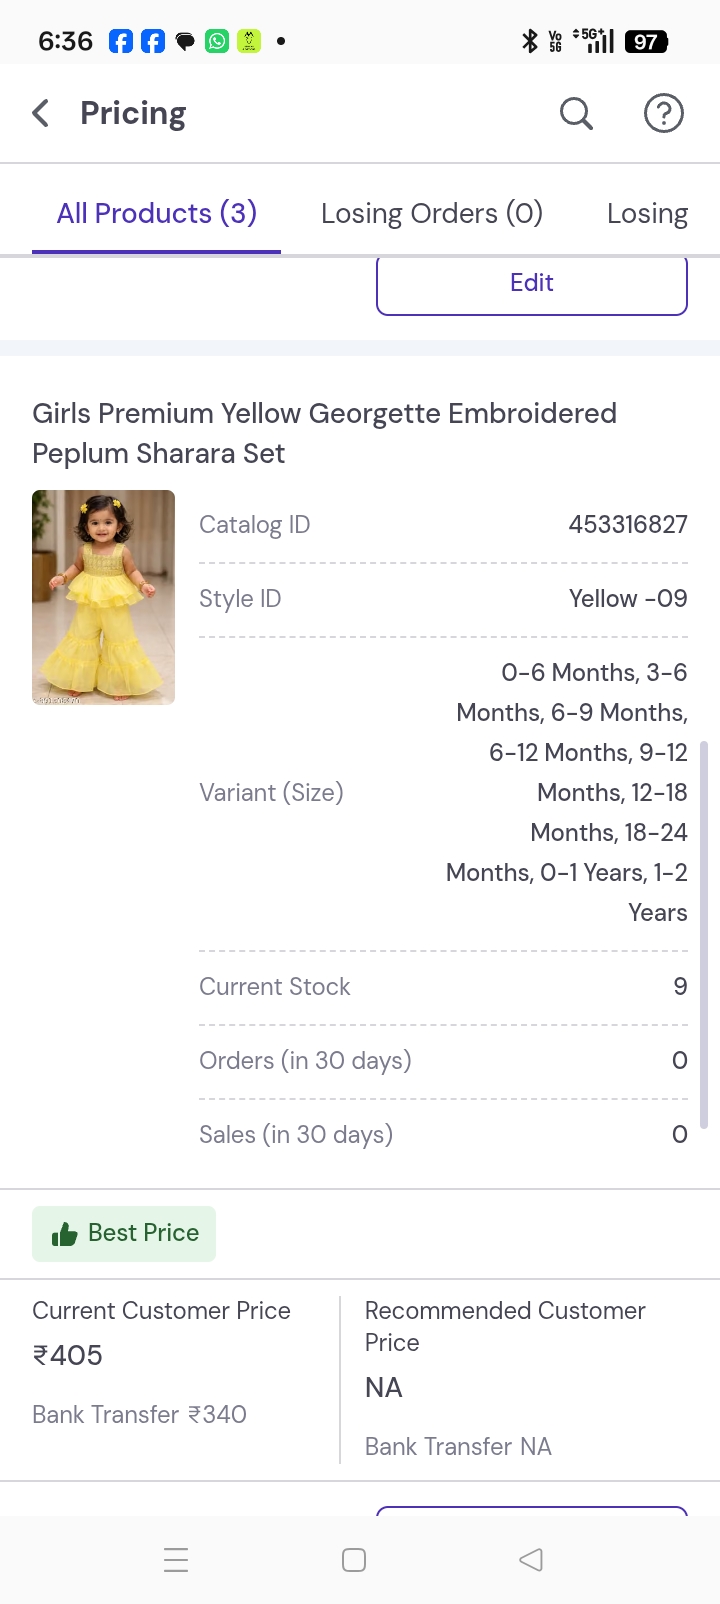 6:36
Vo
5G
5G+
97
Pricing
All Products (3)
Losing Orders (0)
Losing
Edit
Girls Premium Yellow Georgette Embroidered
Peplum Sharara Set
Catalog ID
453316827
Style ID
Yellow -09
Variant (Size)
0-6 Months, 3-6
Months, 6-9 Months,
6-12 Months, 9-12
Months, 12-18
Months, 18-24
Months, 0-1 Years, 1-2
Years
Current Stock
9
Orders (in 30 days)
0
Sales (in 30 days)
0
Best Price
Current Customer Price
₹405
Bank Transfer ₹340
Recommended Customer
Price
NA
Bank Transfer NA